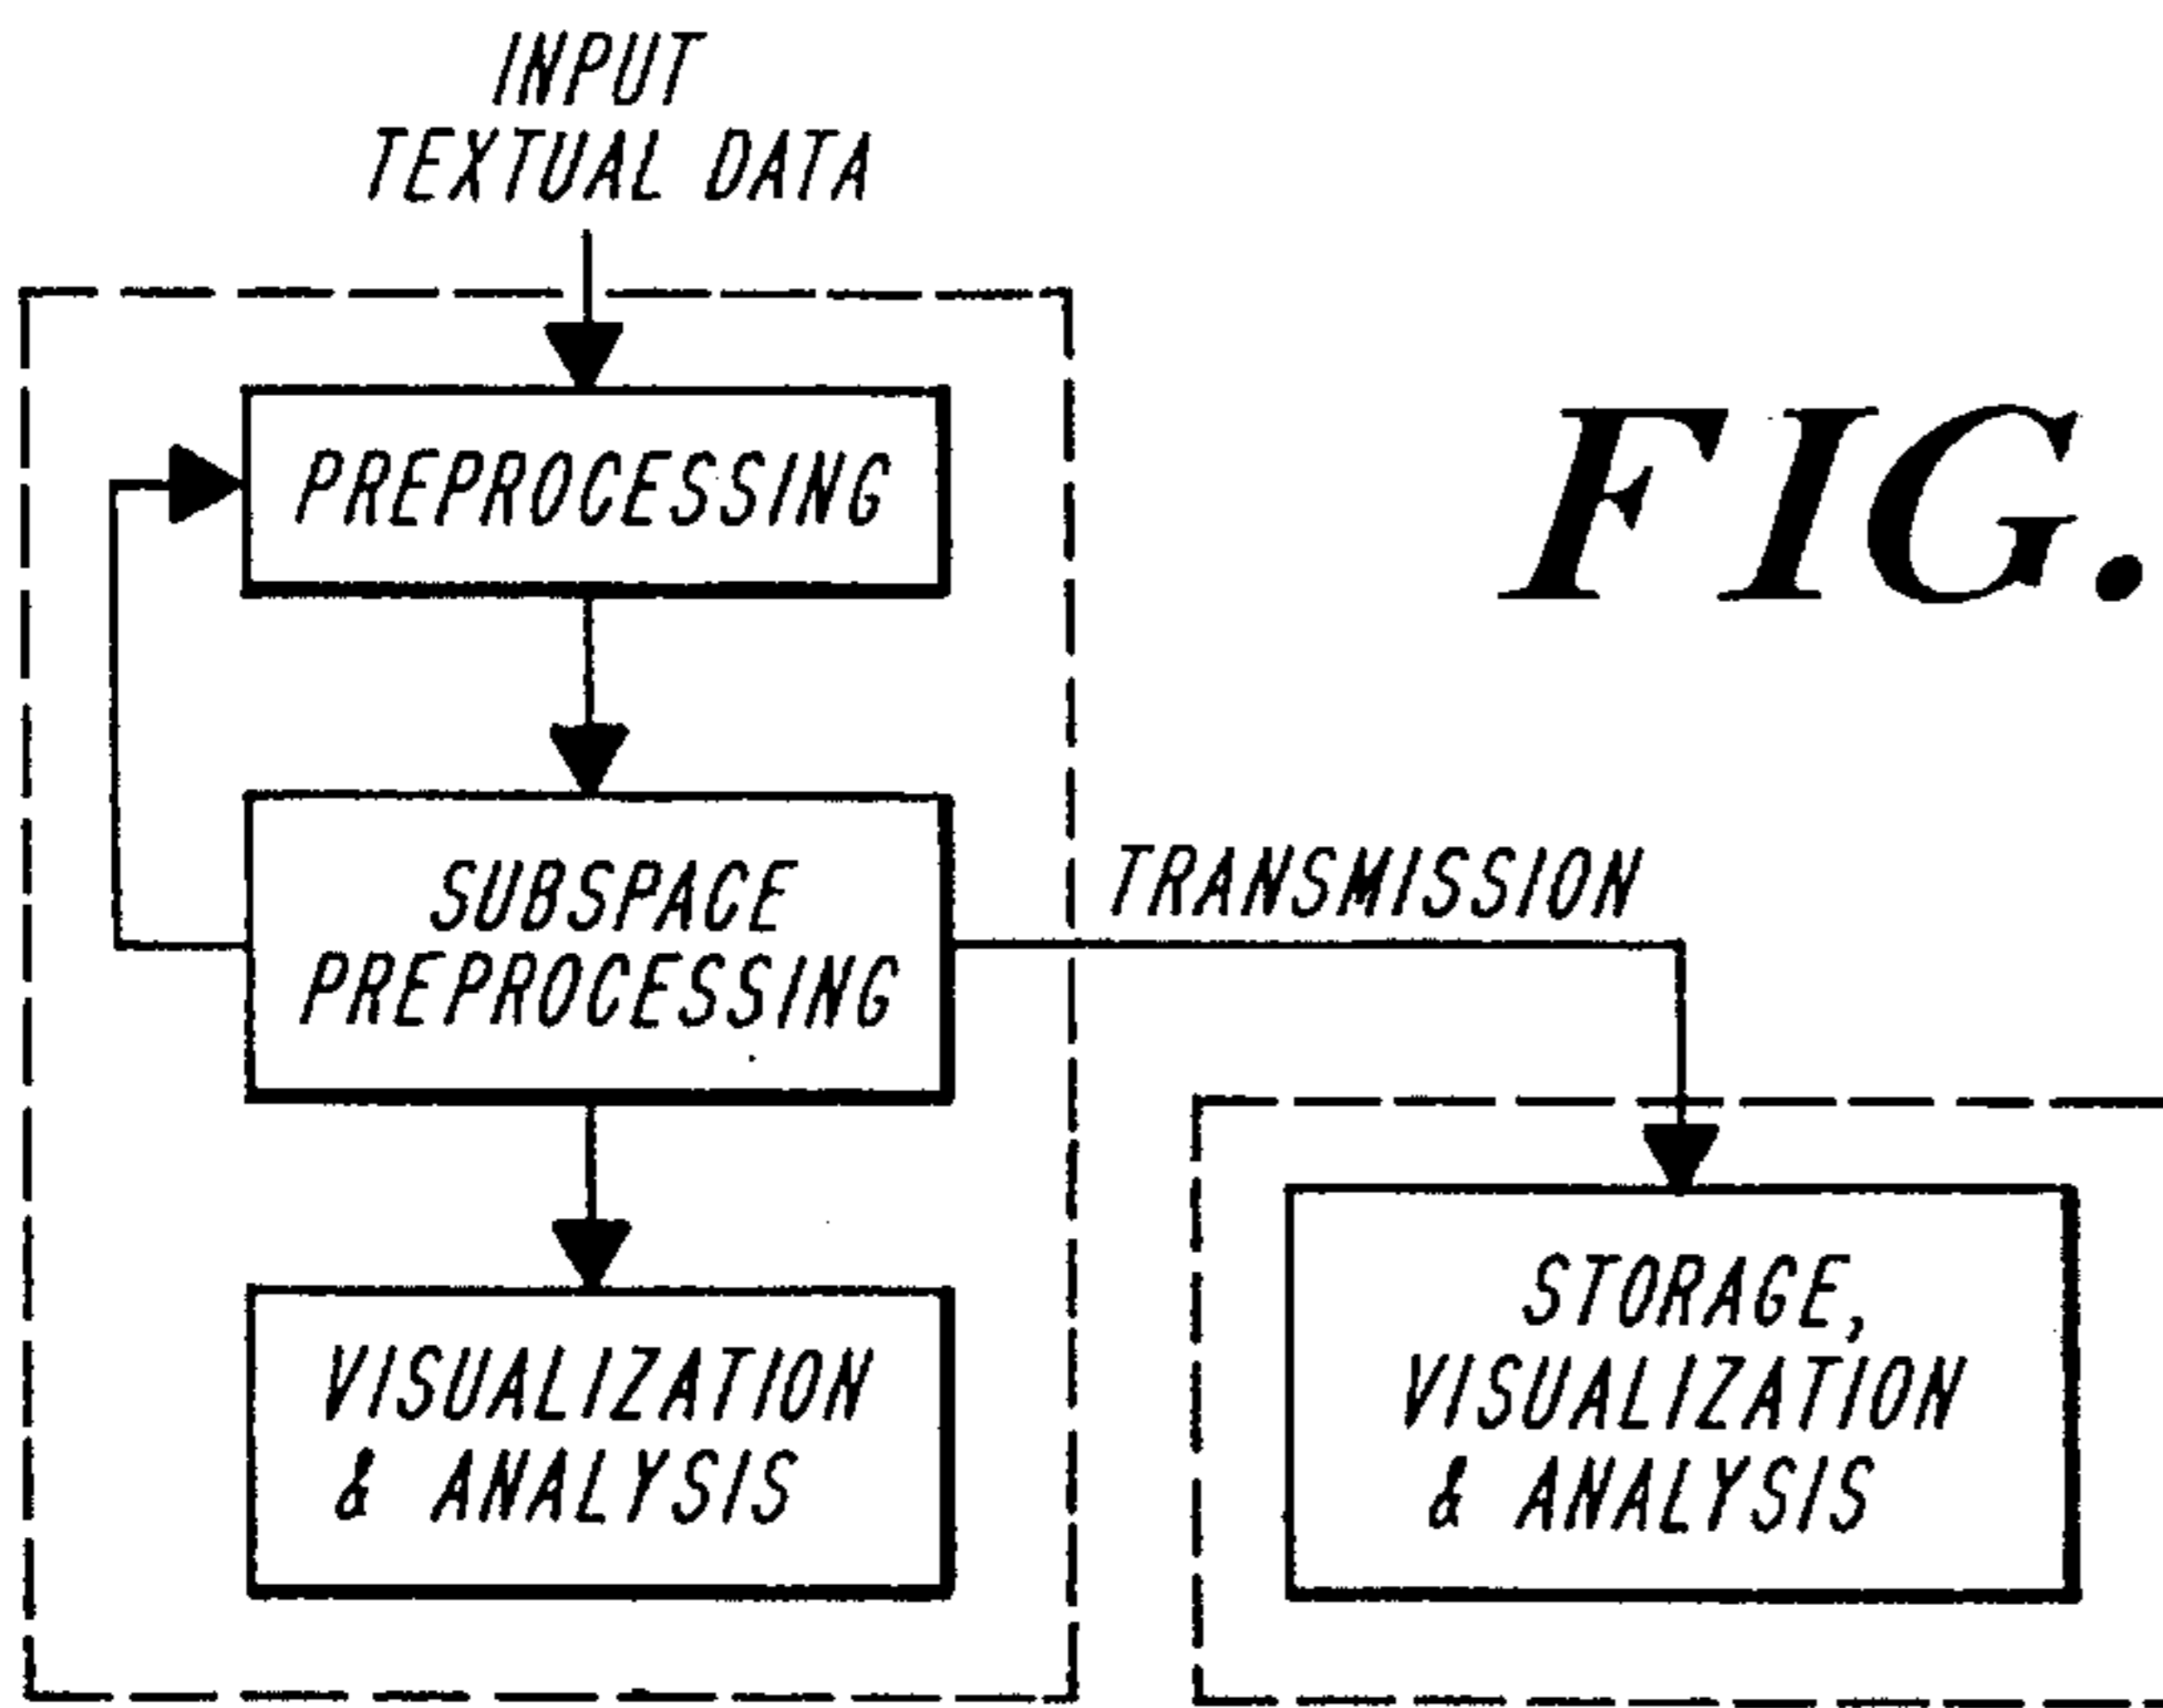 INPUT
TEXTUAL DATA
PREPROCESSING
FIG.
SUBSPACE
PREPROCESSING
TRANSMISSION
VISUALIZATION
& ANALYSIS
STORAGE,
VISUALIZATION
& ANALYSIS